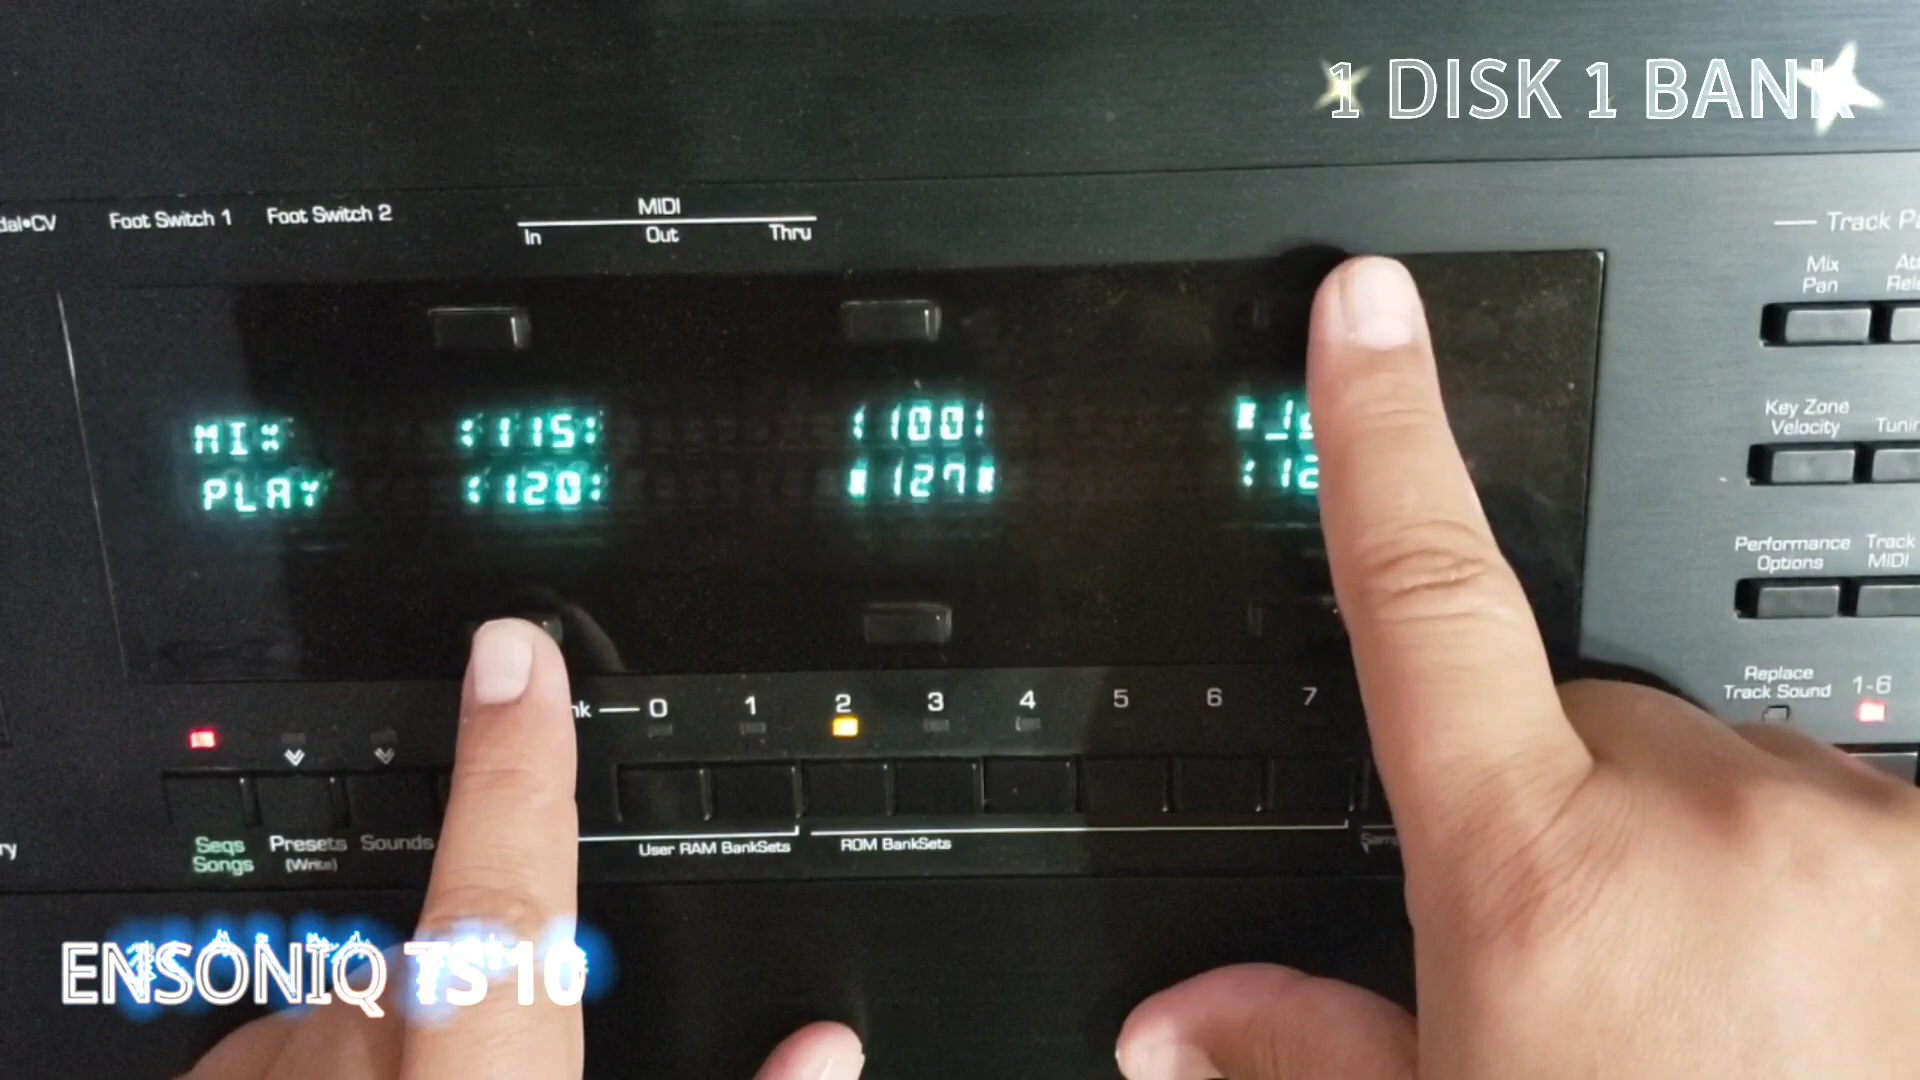 1 DISK 1 BANK
Foot Switch 1
Foot Switch 2
MIDI
In
Out
Thru
Track
Mix
Pan
MIX
115
100
PLAY
120
127
Key Zone
Velocity
Performance
Options
Track
MIDI
Replace
Track Sound
1-6
0
1
2
3
4
5
6
7
Seqs
Songs
Presets
(Write)
Sounds
User RAM BankSets
ROM BankSets
ENSONIQ TS 10